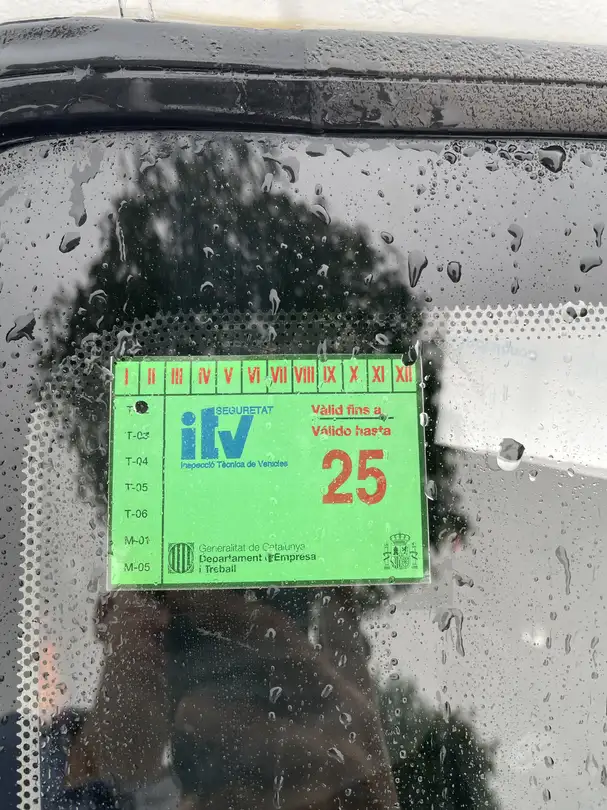 I II III IV V VI VII VIII IX X XI XII
SEGURETAT
itv
Inspecció Tècnica de Vehicles
Vàlid fins a
Válido hasta
25
T-03
T-04
T-05
T-06
M-01
M-05
Generalitat de Catalunya
Departament d'Empresa
i Treball